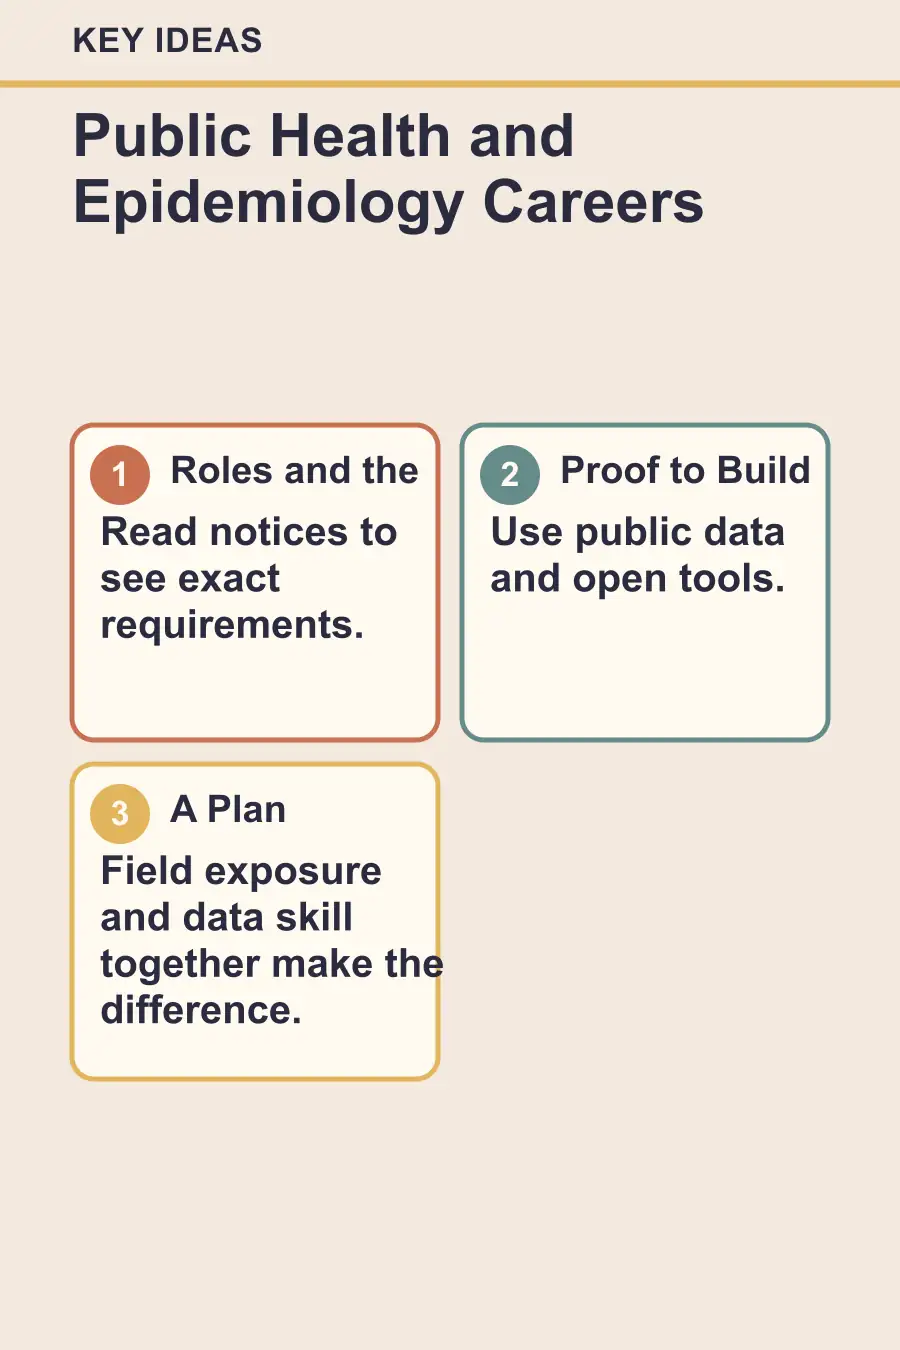 KEY IDEAS
Public Health and
Epidemiology Careers
1 Roles and the
Read notices to
see exact
requirements.
2 Proof to Build
Use public data
and open tools.
3 A Plan
Field exposure
and data skill
together make the
difference.